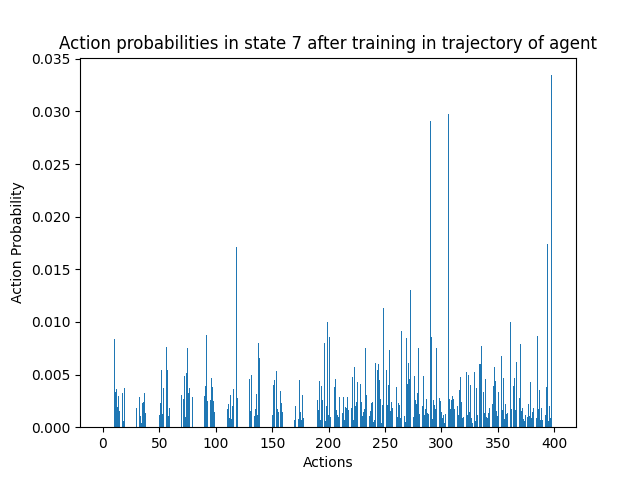 Action probabilities in state 7 after training in trajectory of agent
0.035
0.030
0.025
0.020
0.015
0.010
0.005
0.000
Action Probability
0 50 100 150 200 250 300 350 400
Actions